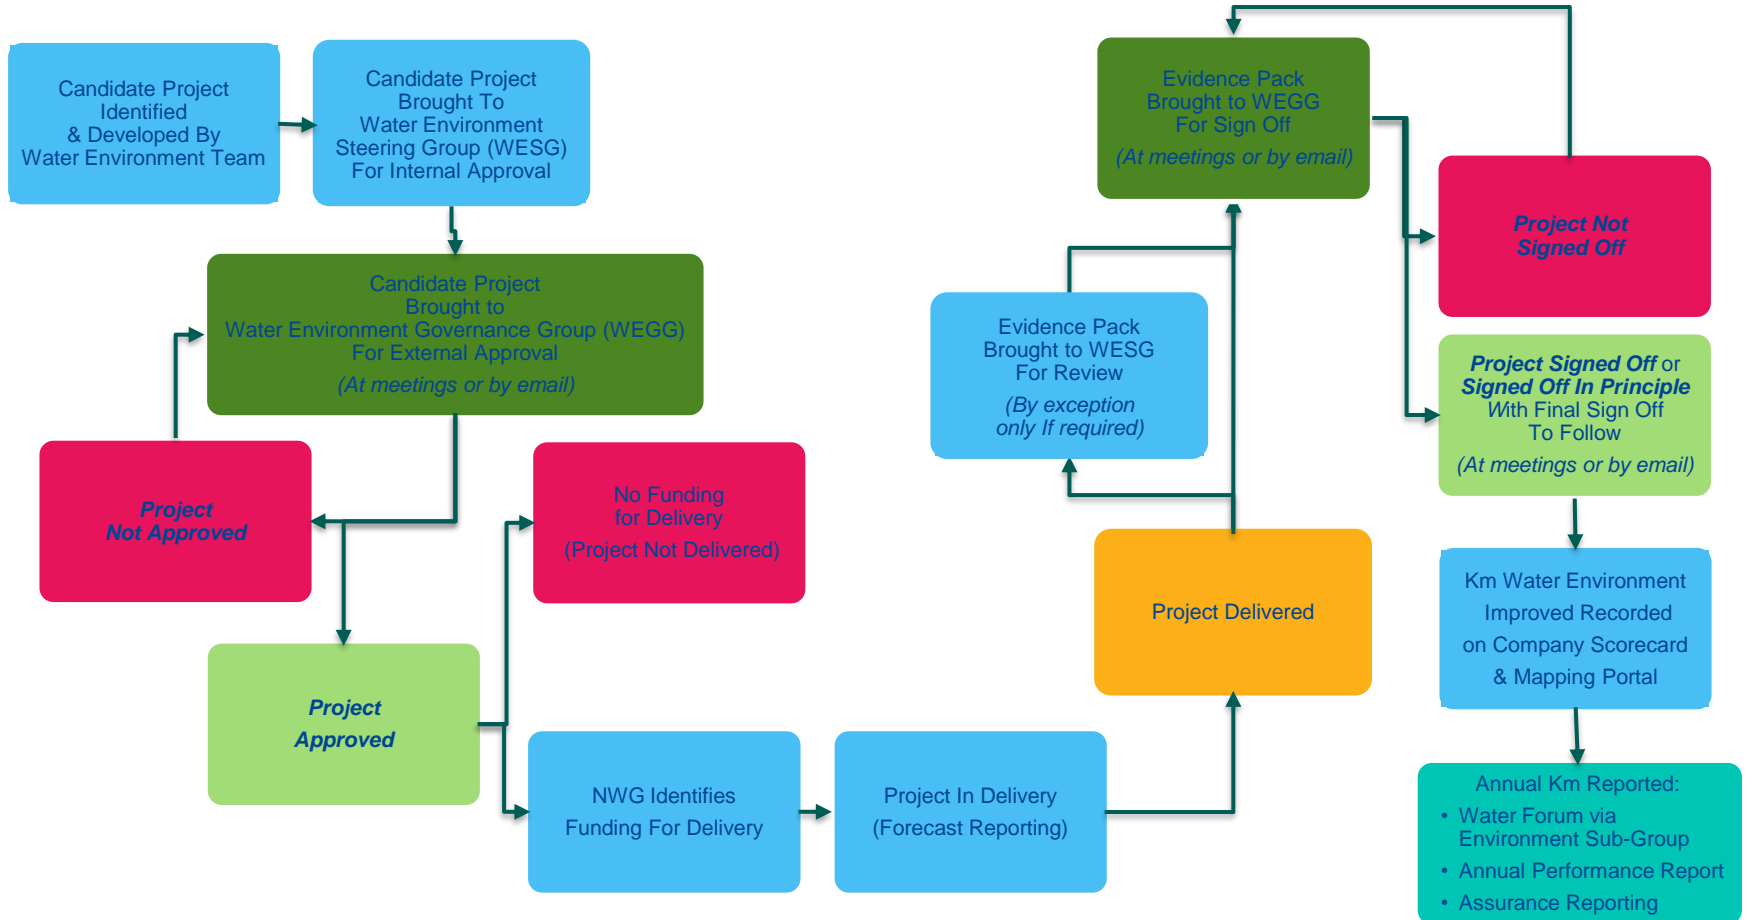 Candidate Project
Identified
& Developed By
Water Environment Team
Candidate Project
Brought To
Water Environment
Steering Group (WESG)
For Internal Approval
Candidate Project
Brought to
Water Environment Governance Group (WEGG)
For External Approval
(At meetings or by email)
Project
Not Approved
Project
Approved
No Funding
for Delivery
(Project Not Delivered)
NWG Identifies
Funding For Delivery
Project In Delivery
(Forecast Reporting)
Project Delivered
Evidence Pack
Brought to WESG
For Review
(By exception
only If required)
Evidence Pack
Brought to WEGG
For Sign Off
(At meetings or by email)
Project Not
Signed Off
Project Signed Off or
Signed Off In Principle
With Final Sign Off
To Follow
(At meetings or by email)
Km Water Environment
Improved Recorded
on Company Scorecard
& Mapping Portal
Annual Km Reported:
• Water Forum via
Environment Sub-Group
• Annual Performance Report
• Assurance Reporting